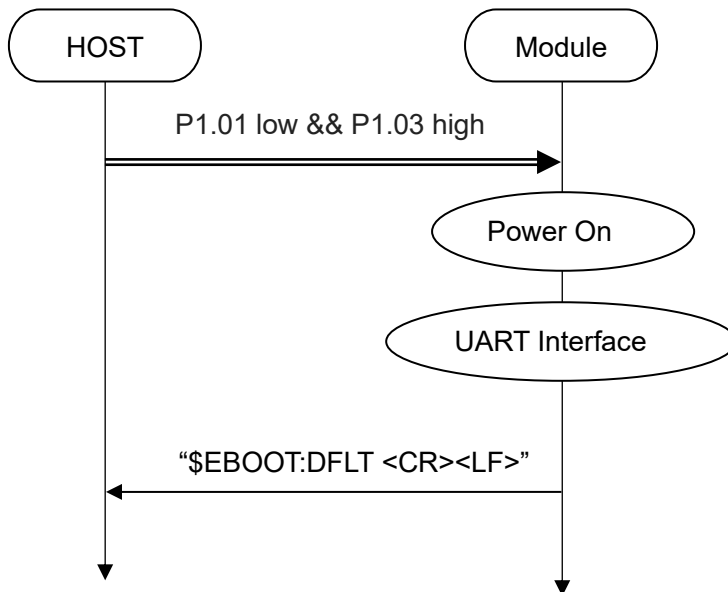 HOST
Module
P1.01 low && P1.03 high
Power On
UART Interface
“$EBOOT:DFLT <CR><LF>”